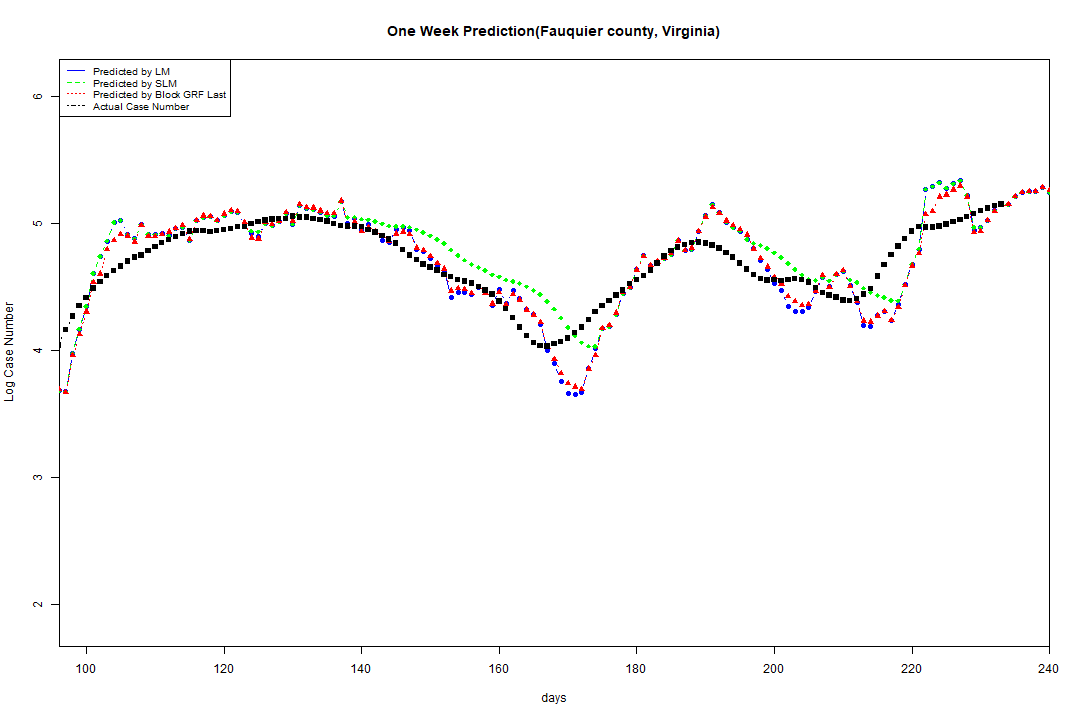 One Week Prediction(Fauquier county, Virginia)
Predicted by LM
Predicted by SLM
Predicted by Block GRF Last
Actual Case Number
6
5
4
3
2
Log Case Number
100 120 140 160 180 200 220 240
days